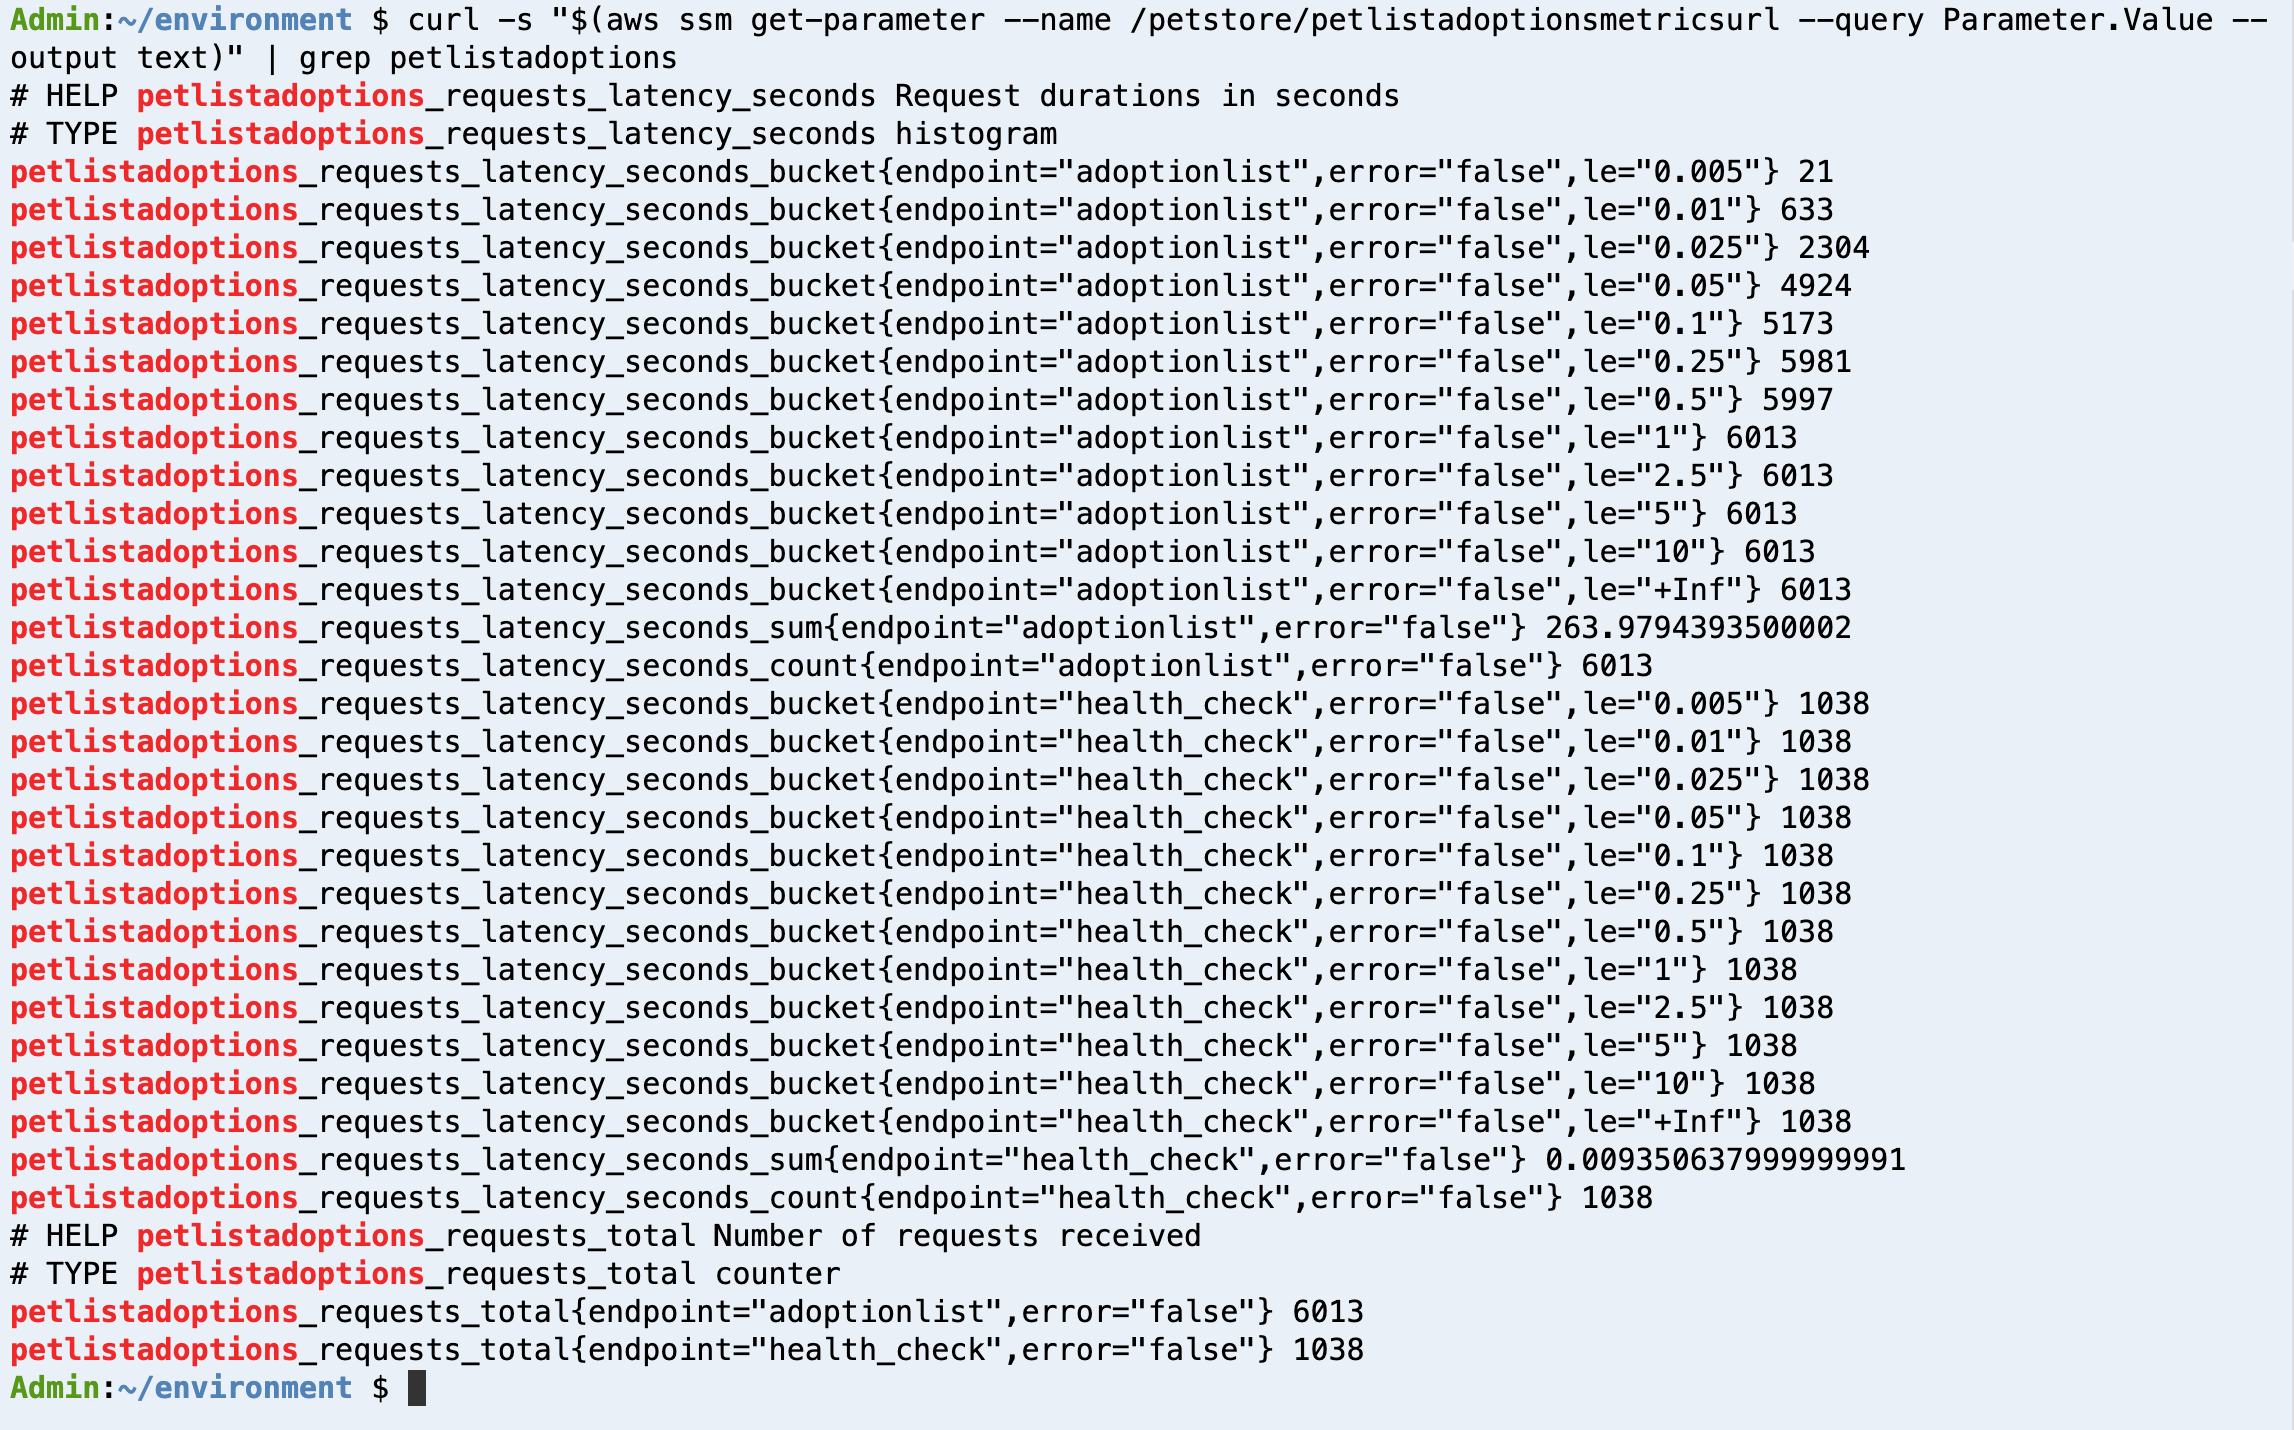 Admin:~/environment $ curl -s "$(aws ssm get-parameter --name /petstore/petlistadoptionsmetricsurl --query Parameter.Value --
output text)" | grep petlistadoptions
# HELP petlistadoptions_requests_latency_seconds Request durations in seconds
# TYPE petlistadoptions_requests_latency_seconds histogram
petlistadoptions_requests_latency_seconds_bucket{endpoint="adoptionlist",error="false",le="0.005"} 21
petlistadoptions_requests_latency_seconds_bucket{endpoint="adoptionlist",error="false",le="0.01"} 633
petlistadoptions_requests_latency_seconds_bucket{endpoint="adoptionlist",error="false",le="0.025"} 2304
petlistadoptions_requests_latency_seconds_bucket{endpoint="adoptionlist",error="false",le="0.05"} 4924
petlistadoptions_requests_latency_seconds_bucket{endpoint="adoptionlist",error="false",le="0.1"} 5173
petlistadoptions_requests_latency_seconds_bucket{endpoint="adoptionlist",error="false",le="0.25"} 5981
petlistadoptions_requests_latency_seconds_bucket{endpoint="adoptionlist",error="false",le="0.5"} 5997
petlistadoptions_requests_latency_seconds_bucket{endpoint="adoptionlist",error="false",le="1"} 6013
petlistadoptions_requests_latency_seconds_bucket{endpoint="adoptionlist",error="false",le="2.5"} 6013
petlistadoptions_requests_latency_seconds_bucket{endpoint="adoptionlist",error="false",le="5"} 6013
petlistadoptions_requests_latency_seconds_bucket{endpoint="adoptionlist",error="false",le="10"} 6013
petlistadoptions_requests_latency_seconds_bucket{endpoint="adoptionlist",error="false",le="+Inf"} 6013
petlistadoptions_requests_latency_seconds_sum{endpoint="adoptionlist",error="false"} 263.9794393500002
petlistadoptions_requests_latency_seconds_count{endpoint="adoptionlist",error="false"} 6013
petlistadoptions_requests_latency_seconds_bucket{endpoint="health_check",error="false",le="0.005"} 1038
petlistadoptions_requests_latency_seconds_bucket{endpoint="health_check",error="false",le="0.01"} 1038
petlistadoptions_requests_latency_seconds_bucket{endpoint="health_check",error="false",le="0.025"} 1038
petlistadoptions_requests_latency_seconds_bucket{endpoint="health_check",error="false",le="0.05"} 1038
petlistadoptions_requests_latency_seconds_bucket{endpoint="health_check",error="false",le="0.1"} 1038
petlistadoptions_requests_latency_seconds_bucket{endpoint="health_check",error="false",le="0.25"} 1038
petlistadoptions_requests_latency_seconds_bucket{endpoint="health_check",error="false",le="0.5"} 1038
petlistadoptions_requests_latency_seconds_bucket{endpoint="health_check",error="false",le="1"} 1038
petlistadoptions_requests_latency_seconds_bucket{endpoint="health_check",error="false",le="2.5"} 1038
petlistadoptions_requests_latency_seconds_bucket{endpoint="health_check",error="false",le="5"} 1038
petlistadoptions_requests_latency_seconds_bucket{endpoint="health_check",error="false",le="10"} 1038
petlistadoptions_requests_latency_seconds_bucket{endpoint="health_check",error="false",le="+Inf"} 1038
petlistadoptions_requests_latency_seconds_sum{endpoint="health_check",error="false"} 0.009350637999999991
petlistadoptions_requests_latency_seconds_count{endpoint="health_check",error="false"} 1038
# HELP petlistadoptions_requests_total Number of requests received
# TYPE petlistadoptions_requests_total counter
petlistadoptions_requests_total{endpoint="adoptionlist",error="false"} 6013
petlistadoptions_requests_total{endpoint="health_check",error="false"} 1038
Admin:~/environment $